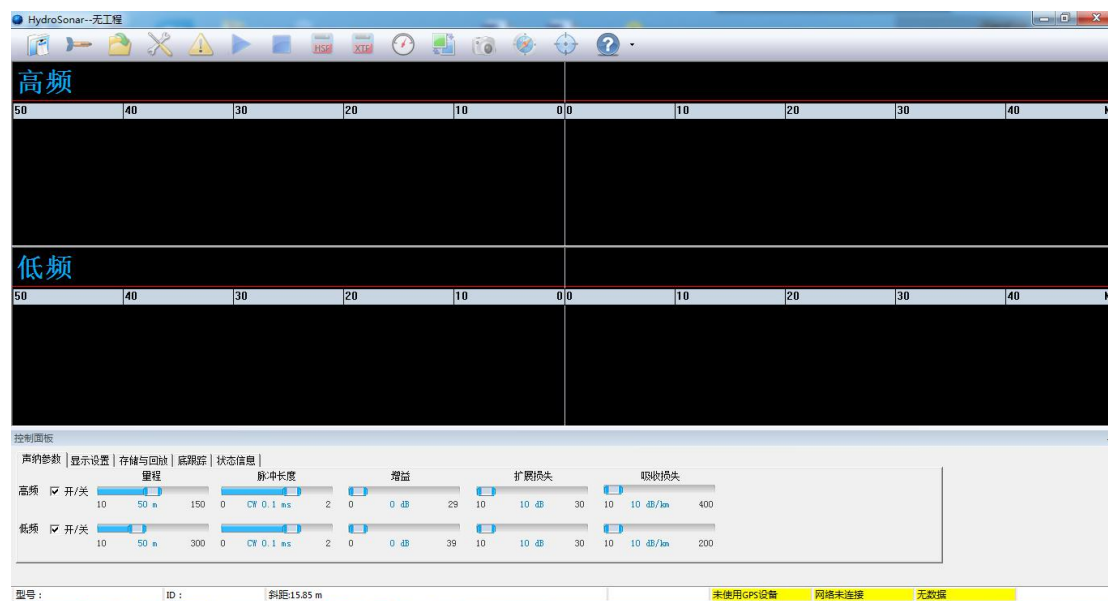 HydroSonar--无工程
HSF XTF
高频
50 40 30 20 10 0 0 10 20 30 40
低频
50 40 30 20 10 0 0 10 20 30 40
控制面板
声纳参数 显示设置 存储与回放 底跟踪 状态信息
量程 脉冲长度 增益 扩展损失 吸收损失
高频 开/关
10 50 m 150 0 CW 0.1 ms 2 0 0 dB 29 10 10 dB 30 10 10 dB/km 400
低频 开/关
10 50 m 300 0 CW 0.1 ms 2 0 0 dB 39 10 10 dB 30 10 10 dB/km 200
型号: ID: 斜距:15.85 m 未使用GPS设备 网络未连接 无数据